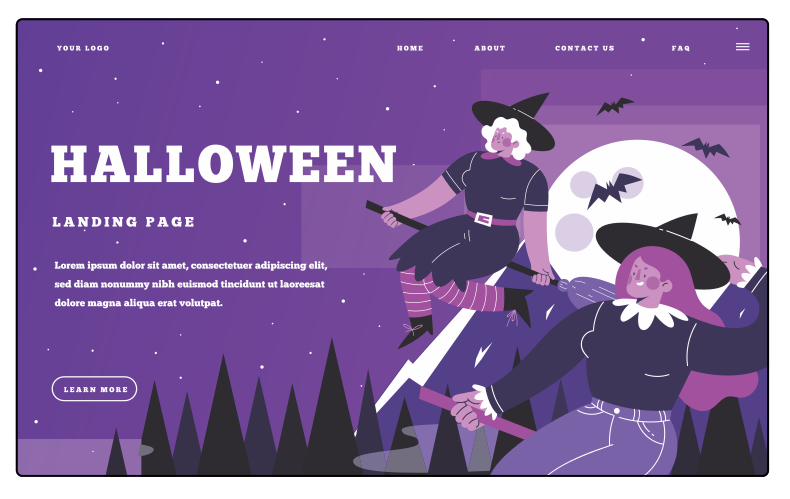 YOUR LOGO
HOME ABOUT CONTACT US FAQ
HALLOWEEN
LANDING PAGE
Lorem ipsum dolor sit amet, consectetuer adipiscing elit,
sed diam nonummy nibh euismod tincidunt ut laoreesat
dolore magna aliqua erat volutpat.
LEARN MORE